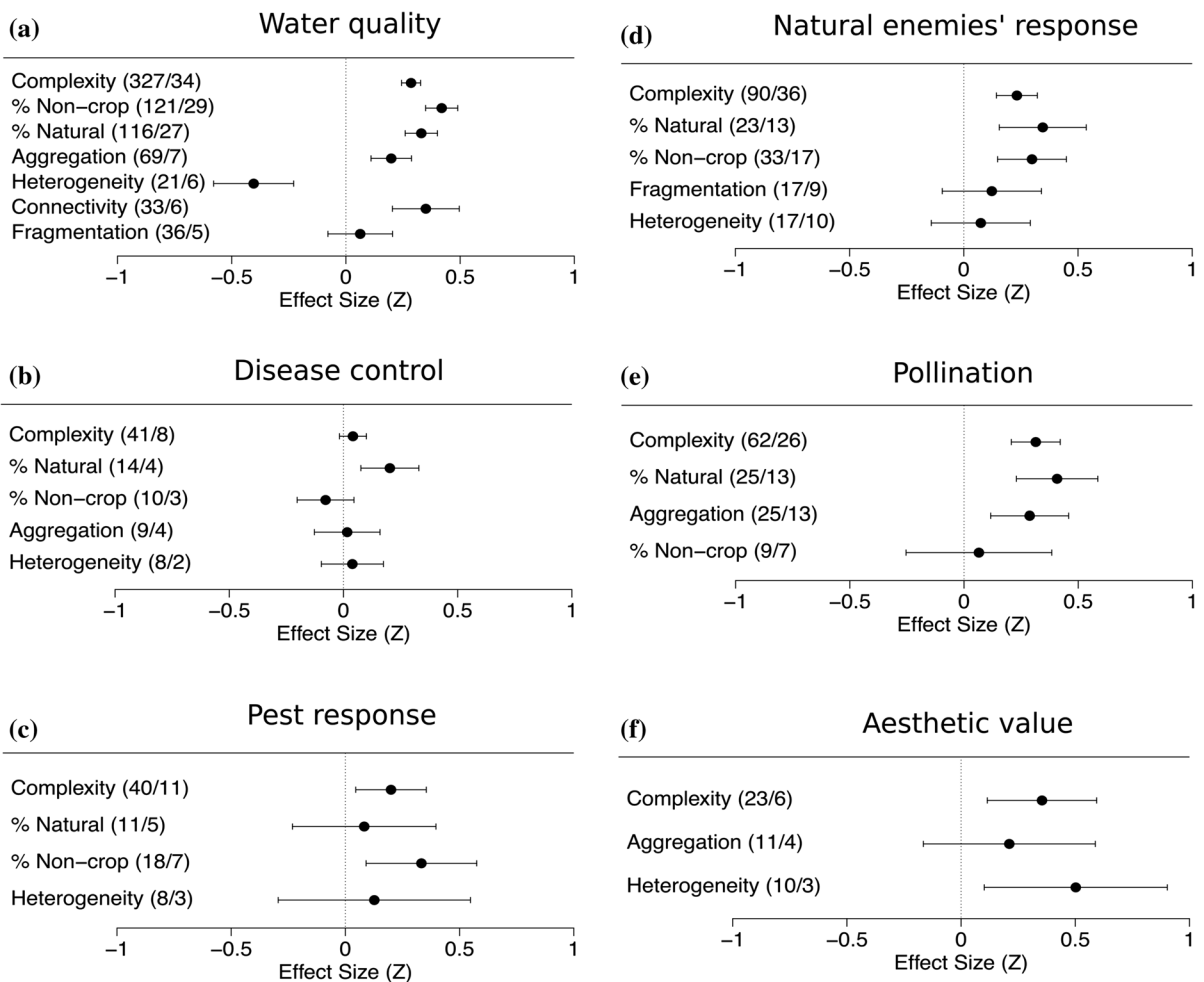 (a) Water quality
Complexity (327/34)
% Non−crop (121/29)
% Natural (116/27)
Aggregation (69/7)
Heterogeneity (21/6)
Connectivity (33/6)
Fragmentation (36/5)
−1 −0.5 0 0.5 1
Effect Size (Z)
(b) Disease control
Complexity (41/8)
% Natural (14/4)
% Non−crop (10/3)
Aggregation (9/4)
Heterogeneity (8/2)
−1 −0.5 0 0.5 1
Effect Size (Z)
(c) Pest response
Complexity (40/11)
% Natural (11/5)
% Non−crop (18/7)
Heterogeneity (8/3)
−1 −0.5 0 0.5 1
Effect Size (Z)
(d) Natural enemies' response
Complexity (90/36)
% Natural (23/13)
% Non−crop (33/17)
Fragmentation (17/9)
Heterogeneity (17/10)
−1 −0.5 0 0.5 1
Effect Size (Z)
(e) Pollination
Complexity (62/26)
% Natural (25/13)
Aggregation (25/13)
% Non−crop (9/7)
−1 −0.5 0 0.5 1
Effect Size (Z)
(f) Aesthetic value
Complexity (23/6)
Aggregation (11/4)
Heterogeneity (10/3)
−1 −0.5 0 0.5 1
Effect Size (Z)